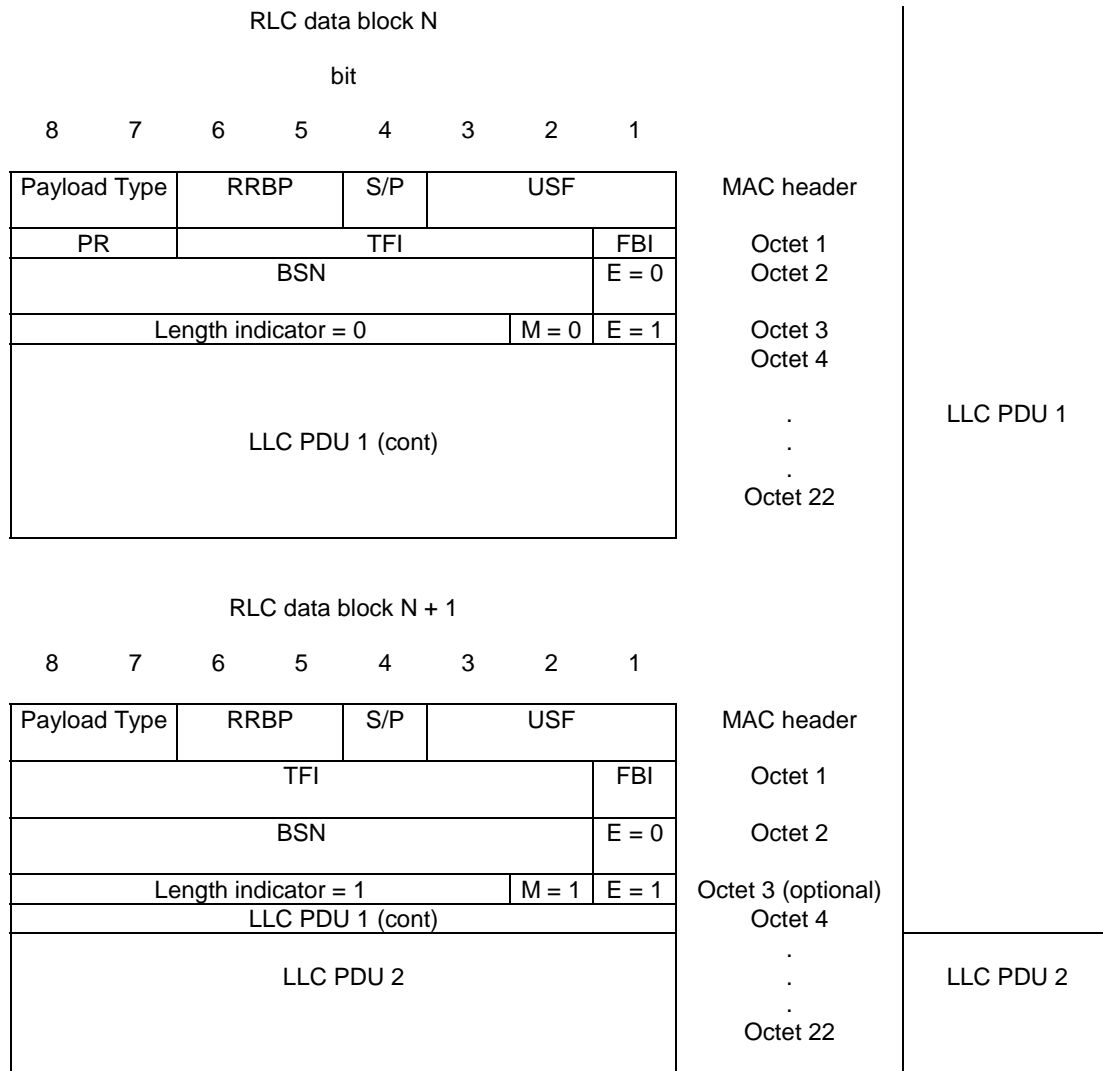 RLC data block N
bit
8 7 6 5 4 3 2 1
Payload Type RRBP S/P USF MAC header
PR TFI FBI Octet 1
BSN E = 0 Octet 2
Length indicator = 0 M = 0 E = 1 Octet 3
Octet 4
.
LLC PDU 1 (cont) . LLC PDU 1
.
Octet 22
RLC data block N + 1
8 7 6 5 4 3 2 1
Payload Type RRBP S/P USF MAC header
TFI FBI Octet 1
BSN E = 0 Octet 2
Length indicator = 1 M = 1 E = 1 Octet 3 (optional)
LLC PDU 1 (cont) Octet 4
.
LLC PDU 2 . LLC PDU 2
.
Octet 22